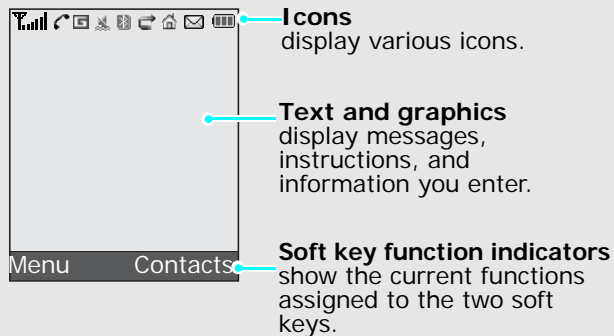 Icons
display various icons.
Text and graphics
display messages,
instructions, and
information you enter.
Menu Contacts
Soft key function indicators
show the current functions
assigned to the two soft
keys.